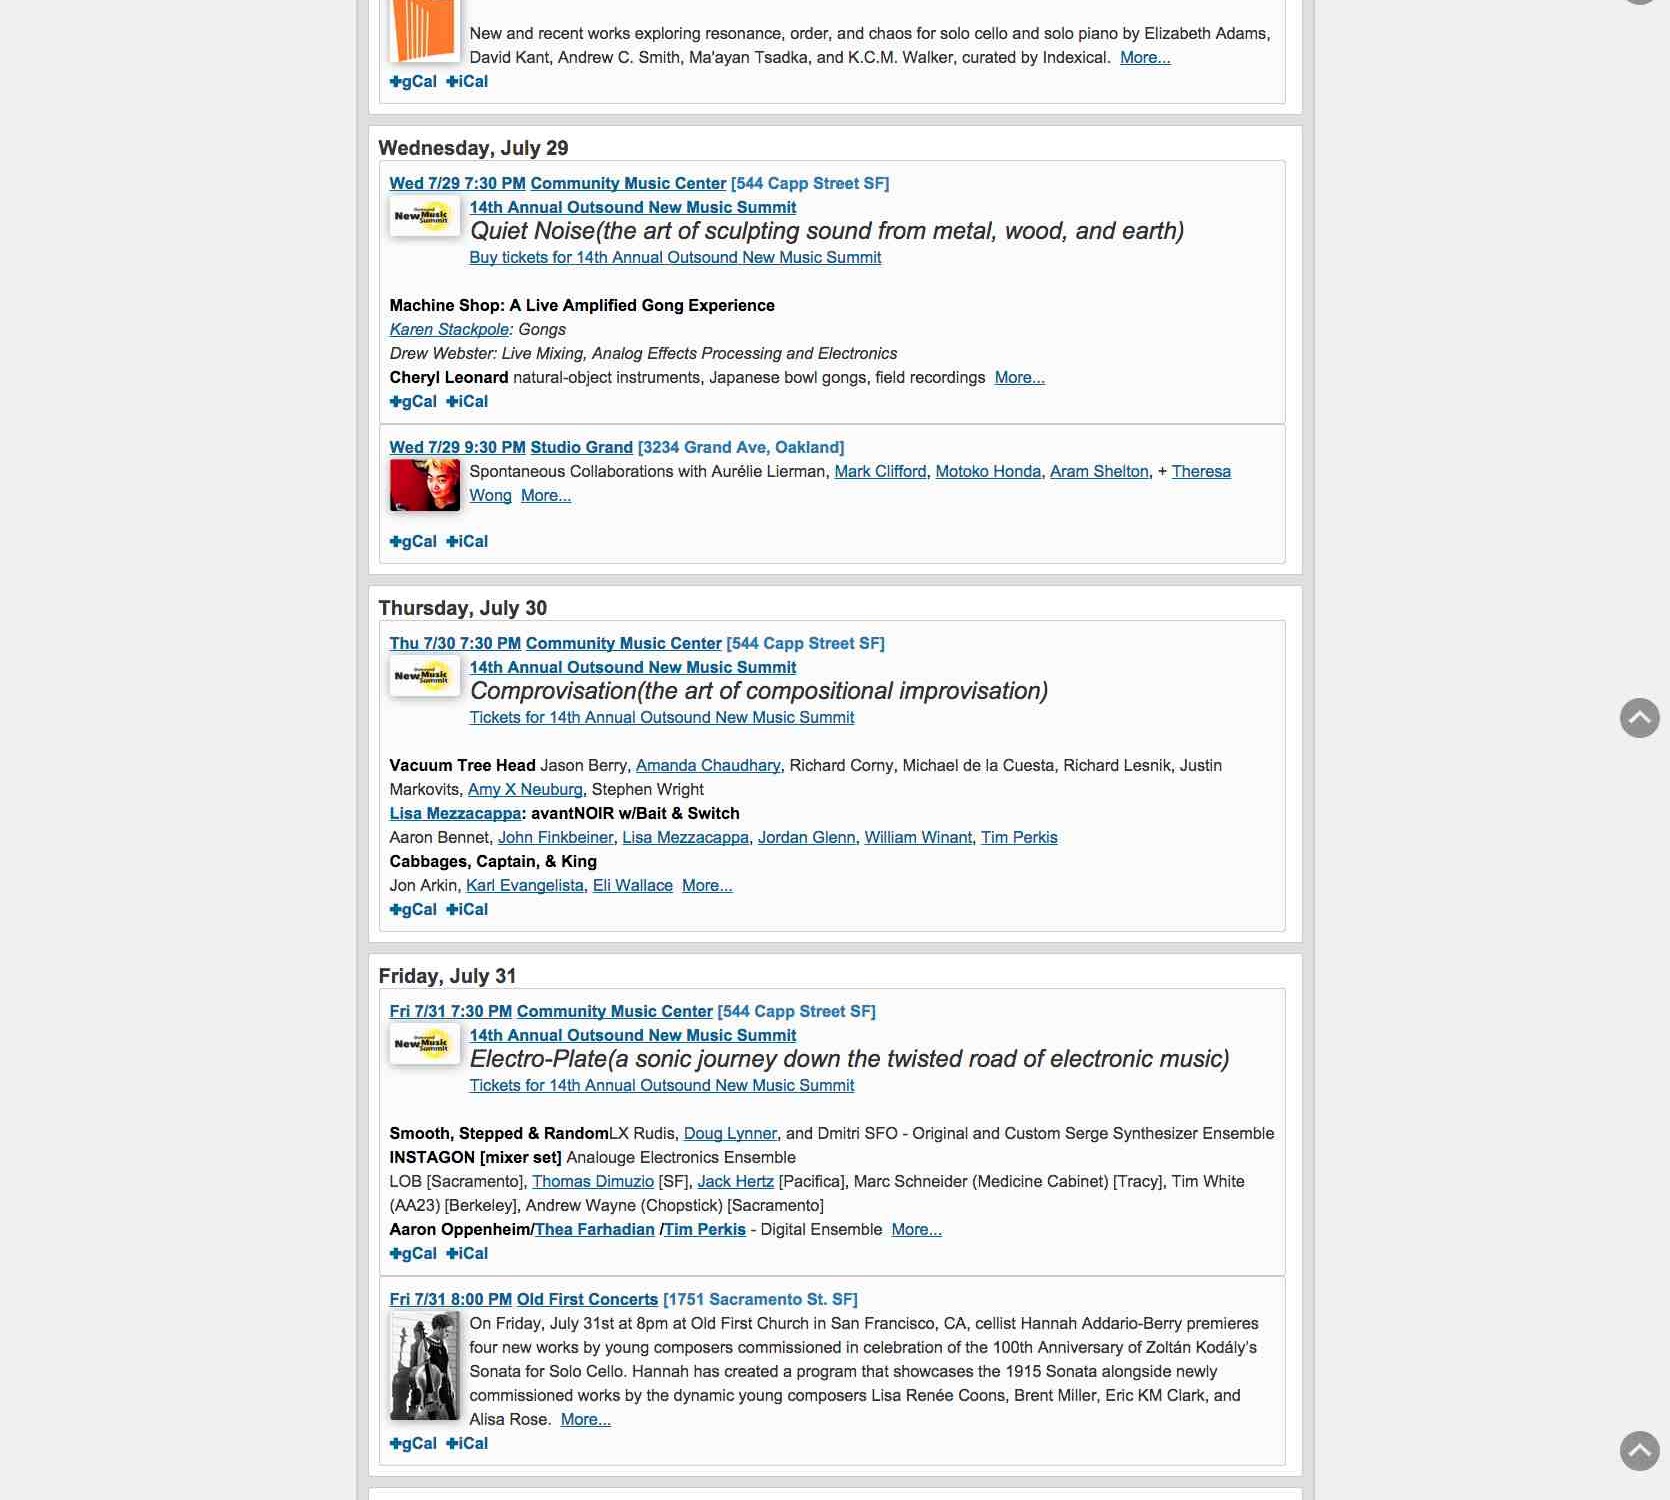 New and recent works exploring resonance, order, and chaos for solo cello and solo piano by Elizabeth Adams,
David Kant, Andrew C. Smith, Ma'ayan Tsadka, and K.C.M. Walker, curated by Indexical. More...
+gCal +iCal
Wednesday, July 29
Wed 7/29 7:30 PM Community Music Center [544 Capp Street SF]
14th Annual Outsound New Music Summit
New Music Summit
Quiet Noise(the art of sculpting sound from metal, wood, and earth)
Buy tickets for 14th Annual Outsound New Music Summit
Machine Shop: A Live Amplified Gong Experience
Karen Stackpole: Gongs
Drew Webster: Live Mixing, Analog Effects Processing and Electronics
Cheryl Leonard natural-object instruments, Japanese bowl gongs, field recordings More...
+gCal +iCal
Wed 7/29 9:30 PM Studio Grand [3234 Grand Ave, Oakland]
Spontaneous Collaborations with Aurélie Lierman, Mark Clifford, Motoko Honda, Aram Shelton, + Theresa
Wong More...
+gCal +iCal
Thursday, July 30
Thu 7/30 7:30 PM Community Music Center [544 Capp Street SF]
14th Annual Outsound New Music Summit
New Music Summit
Comprovisation(the art of compositional improvisation)
Tickets for 14th Annual Outsound New Music Summit
Vacuum Tree Head Jason Berry, Amanda Chaudhary, Richard Corny, Michael de la Cuesta, Richard Lesnik, Justin
Markovits, Amy X Neuburg, Stephen Wright
Lisa Mezzacappa: avantNOIR w/Bait & Switch
Aaron Bennet, John Finkbeiner, Lisa Mezzacappa, Jordan Glenn, William Winant, Tim Perkis
Cabbages, Captain, & King
Jon Arkin, Karl Evangelista, Eli Wallace More...
+gCal +iCal
Friday, July 31
Fri 7/31 7:30 PM Community Music Center [544 Capp Street SF]
14th Annual Outsound New Music Summit
New Music Summit
Electro-Plate(a sonic journey down the twisted road of electronic music)
Tickets for 14th Annual Outsound New Music Summit
Smooth, Stepped & RandomLX Rudis, Doug Lynner, and Dmitri SFO - Original and Custom Serge Synthesizer Ensemble
INSTAGON [mixer set] Analouge Electronics Ensemble
LOB [Sacramento], Thomas Dimuzio [SF], Jack Hertz [Pacifica], Marc Schneider (Medicine Cabinet) [Tracy], Tim White
(AA23) [Berkeley], Andrew Wayne (Chopstick) [Sacramento]
Aaron Oppenheim/Thea Farhadian /Tim Perkis - Digital Ensemble More...
+gCal +iCal
Fri 7/31 8:00 PM Old First Concerts [1751 Sacramento St. SF]
On Friday, July 31st at 8pm at Old First Church in San Francisco, CA, cellist Hannah Addario-Berry premieres
four new works by young composers commissioned in celebration of the 100th Anniversary of Zoltán Kodály's
Sonata for Solo Cello. Hannah has created a program that showcases the 1915 Sonata alongside newly
commissioned works by the dynamic young composers Lisa Renée Coons, Brent Miller, Eric KM Clark, and
Alisa Rose. More...
+gCal +iCal